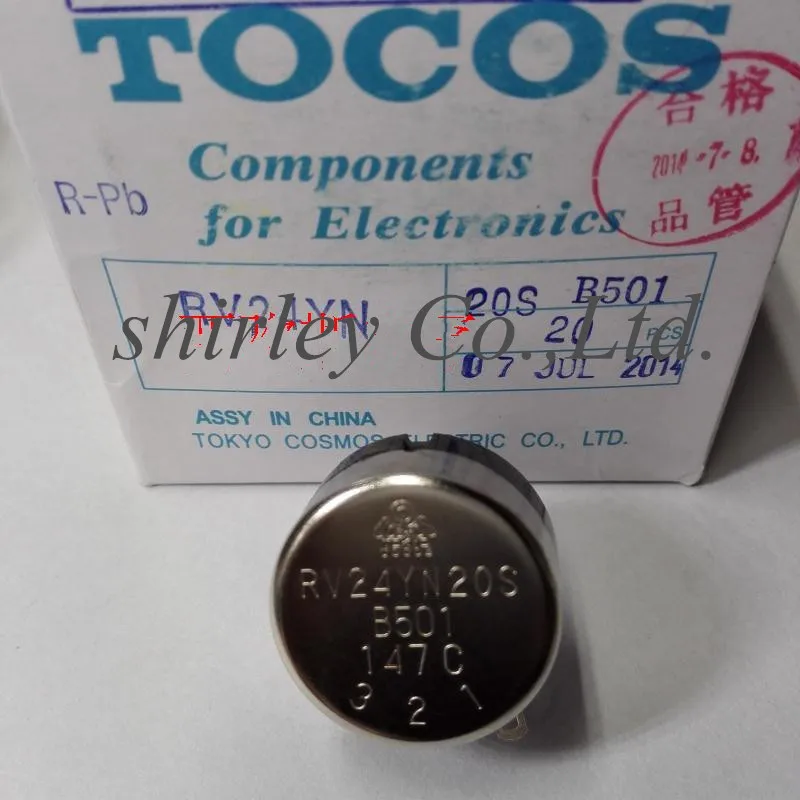 TOCOS
Components
for Electronics
R-Pb
合格
2014-7-8.
品管
RV24YN
20S B501
20 PCS
07 JUL 2014
shirley Co.,Ltd.
ASSY IN CHINA
TOKYO COSMOS ELECTRIC CO., LTD.
RV24YN20S
B501
147C
3 2 1